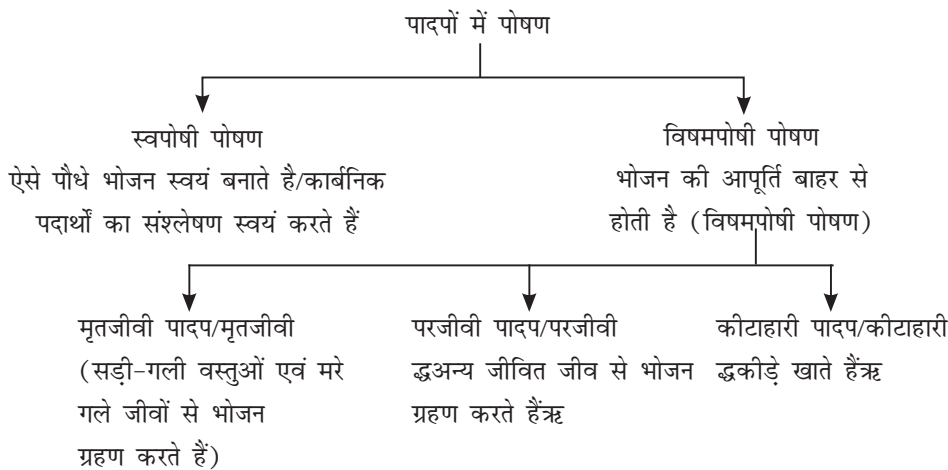 पादपों में पोषण
स्वपोषी पोषण
ऐसे पौधे भोजन स्वयं बनाते है/कार्बनिक
पदार्थों का संश्लेषण स्वयं करते हैं
विषमपोषी पोषण
भोजन की आपूर्ति बाहर से
होती है (विषमपोषी पोषण)
मृतजीवी पादप/मृतजीवी
(सड़ी-गली वस्तुओं एवं मरे
गले जीवों से भोजन
ग्रहण करते हैं)
परजीवी पादप/परजीवी
द्धअन्य जीवित जीव से भोजन
ग्रहण करते हैंऋ
कीटाहारी पादप/कीटाहारी
द्धकीड़े खाते हैंऋ